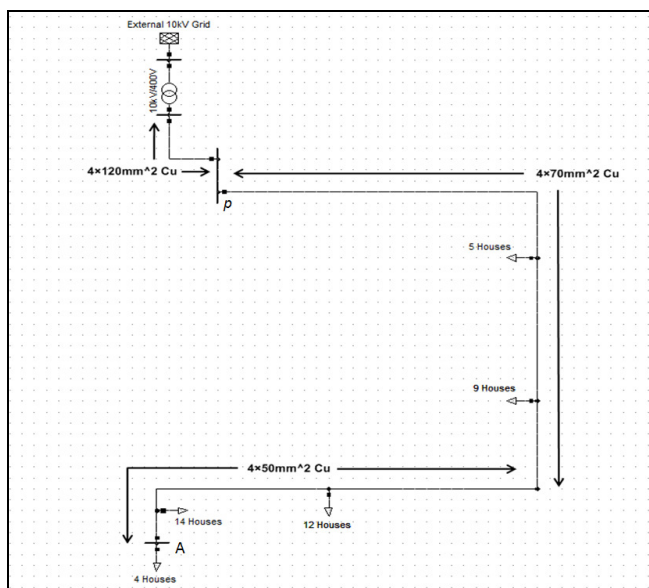 External 10kV Grid
10kV/400V
4×120mm^2 Cu
4×70mm^2 Cu
p
5 Houses
9 Houses
4×50mm^2 Cu
14 Houses
12 Houses
A
4 Houses